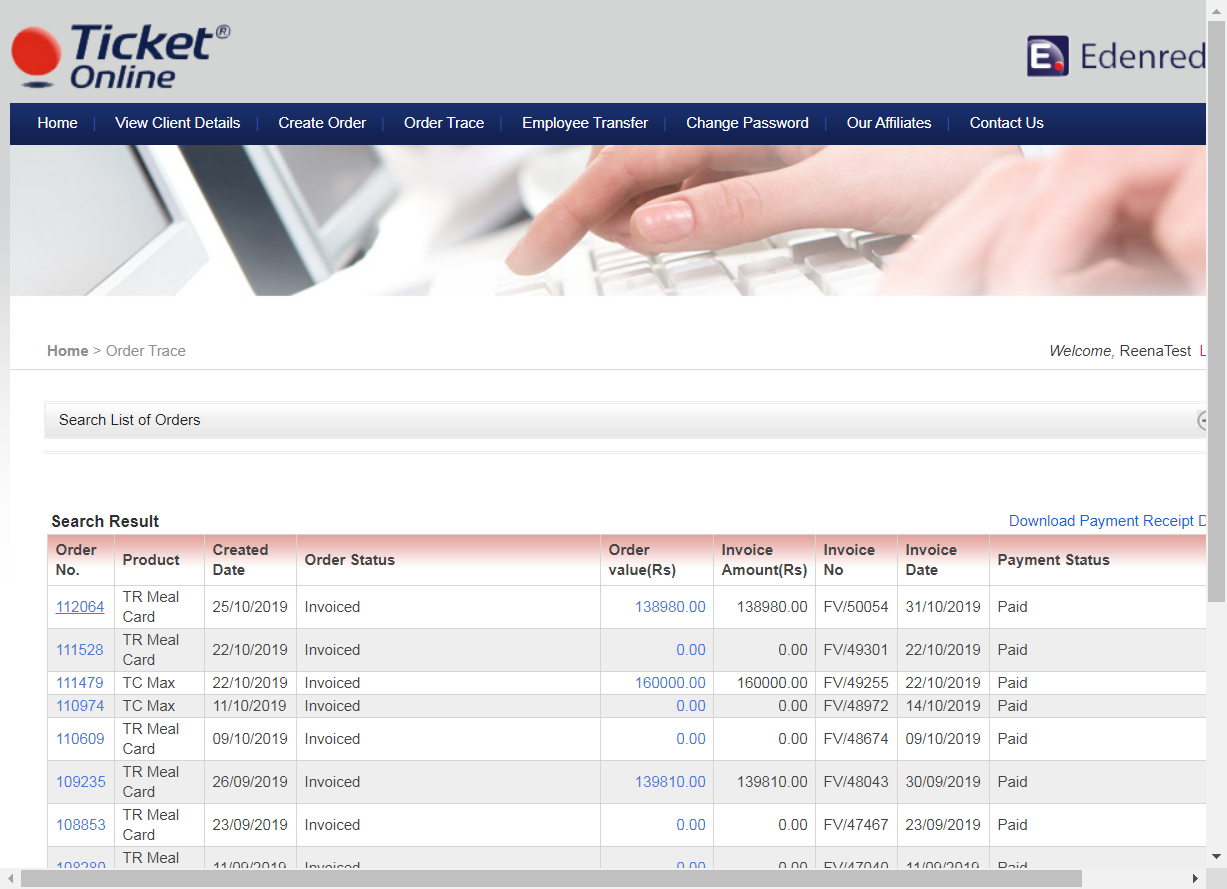 Ticket®
Online
E. Edenred
Home View Client Details Create Order Order Trace Employee Transfer Change Password Our Affiliates Contact Us
Home > Order Trace
Welcome, ReenaTest L
Search List of Orders
Search Result
Download Payment Receipt D
Order No. Product Created Date Order Status Order value(Rs) Invoice Amount(Rs) Invoice No Invoice Date Payment Status
112064 TR Meal Card 25/10/2019 Invoiced 138980.00 138980.00 FV/50054 31/10/2019 Paid
111528 TR Meal Card 22/10/2019 Invoiced 0.00 0.00 FV/49301 22/10/2019 Paid
111479 TC Max 22/10/2019 Invoiced 160000.00 160000.00 FV/49255 22/10/2019 Paid
110974 TC Max 11/10/2019 Invoiced 0.00 0.00 FV/48972 14/10/2019 Paid
110609 TR Meal Card 09/10/2019 Invoiced 0.00 0.00 FV/48674 09/10/2019 Paid
109235 TR Meal Card 26/09/2019 Invoiced 139810.00 139810.00 FV/48043 30/09/2019 Paid
108853 TR Meal Card 23/09/2019 Invoiced 0.00 0.00 FV/47467 23/09/2019 Paid
108280 TR Meal 11/09/2019 Invoiced 0.00 0.00 FV/47040 11/09/2019 Paid